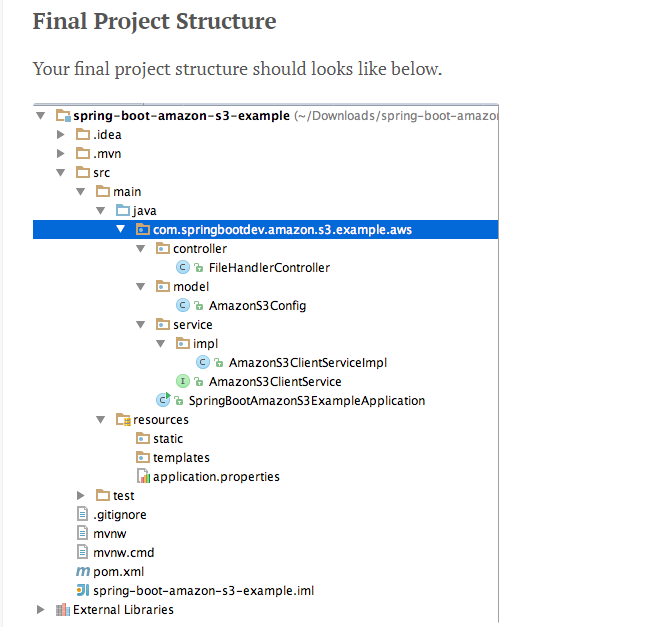 Final Project Structure
Your final project structure should looks like below.
spring-boot-amazon-s3-example (~/Downloads/spring-boot-amazon
.idea
.mvn
src
main
java
com.springbootdev.amazon.s3.example.aws
controller
C FileHandlerController
model
C AmazonS3Config
service
impl
C AmazonS3ClientServiceImpl
I AmazonS3ClientService
C SpringBootAmazonS3ExampleApplication
resources
static
templates
application.properties
test
.gitignore
mvnw
mvnw.cmd
m pom.xml
spring-boot-amazon-s3-example.iml
External Libraries